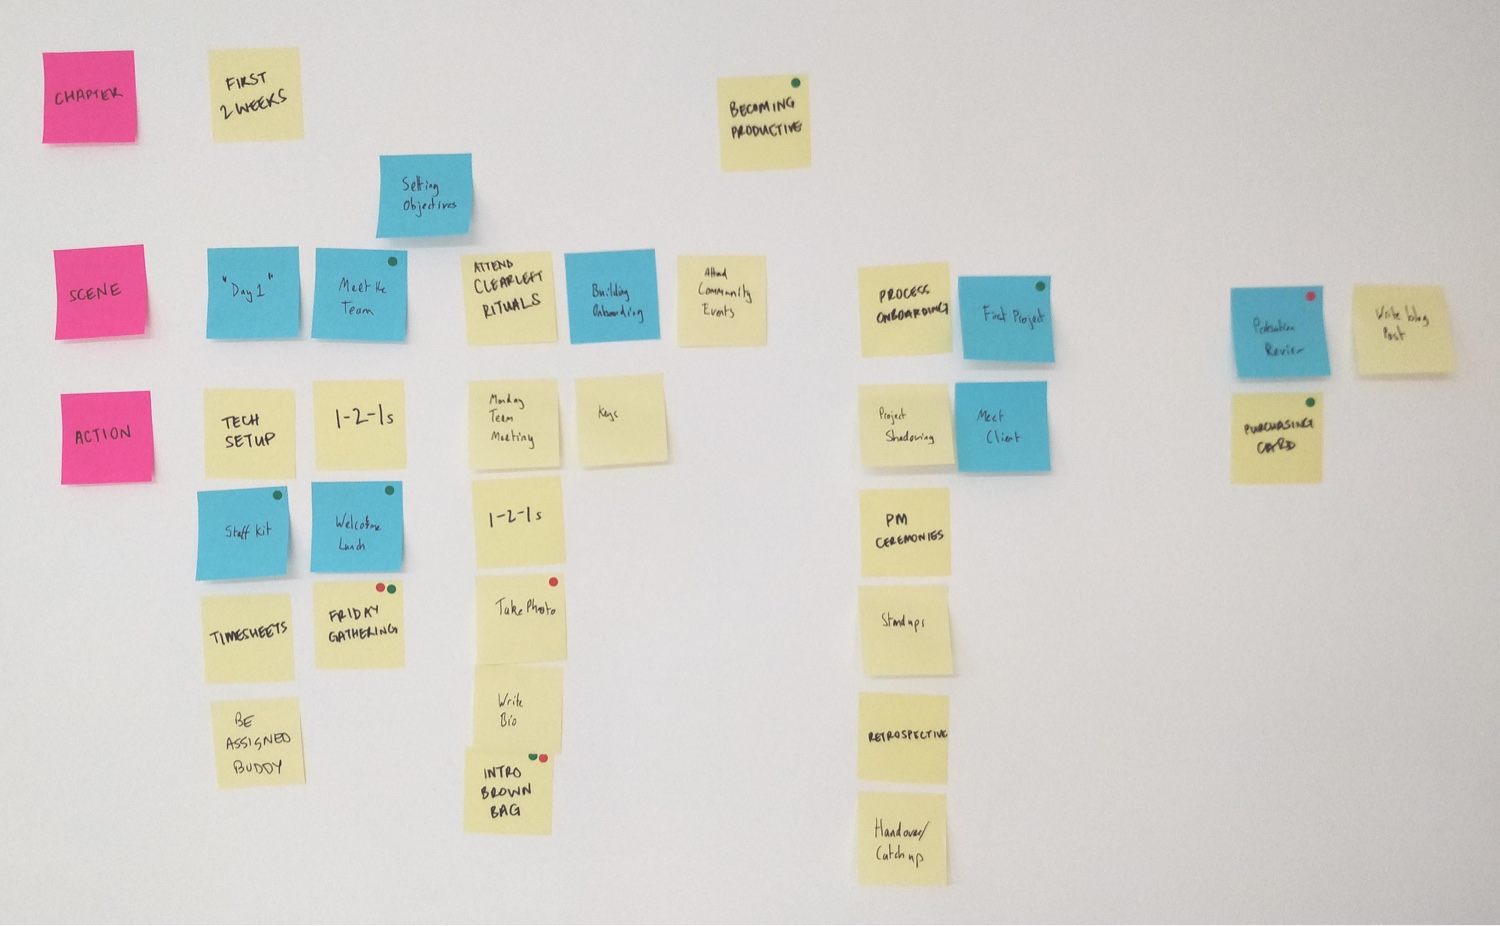 CHAPTER
FIRST
2 WEEKS
BECOMING
PRODUCTIVE
Setting
Objectives
SCENE
"Day 1"
Meet the
Team
ATTEND
CLEARLEFT
RITUALS
Building
Onboarding
Attend
Community
Events
PROCESS
ONBOARDING
First Project
Probation
Review
Write blog
Post
ACTION
TECH
SETUP
1-2-1s
Monday
Team
Meeting
Keys
Project
Shadowing
Meet
Client
PURCHASING
CARD
Staff Kit
Welcome
Lunch
1-2-1s
PM
CEREMONIES
TIMESHEETS
FRIDAY
GATHERING
Take Photo
Standups
BE
ASSIGNED
BUDDY
Write
Bio
RETROSPECTIVE
INTRO
BROWN
BAG
Handover/
Catch up